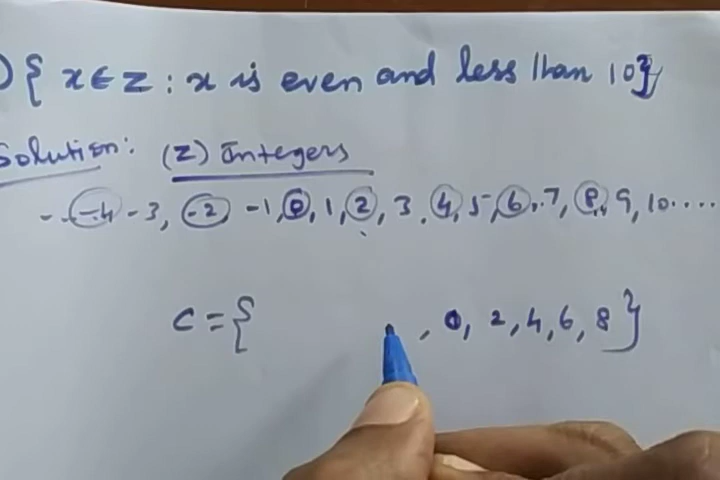 ) { x ∈ Z : x is even and less than 10 }
Solution: (Z) Integers
- - -4 -3, -2, -1, 0, 1, 2, 3, 4, 5, 6, 7, 8, 9, 10.....
C = { , 0, 2, 4, 6, 8 }